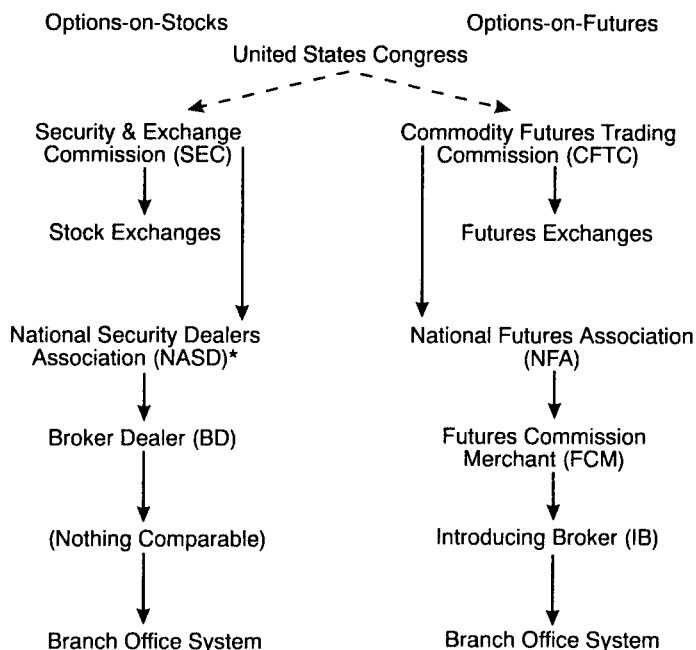 Options-on-Stocks
Options-on-Futures
United States Congress
Security & Exchange
Commission (SEC)
Commodity Futures Trading
Commission (CFTC)
Stock Exchanges
Futures Exchanges
National Security Dealers
Association (NASD)*
National Futures Association
(NFA)
Broker Dealer (BD)
Futures Commission
Merchant (FCM)
(Nothing Comparable)
Introducing Broker (IB)
Branch Office System
Branch Office System